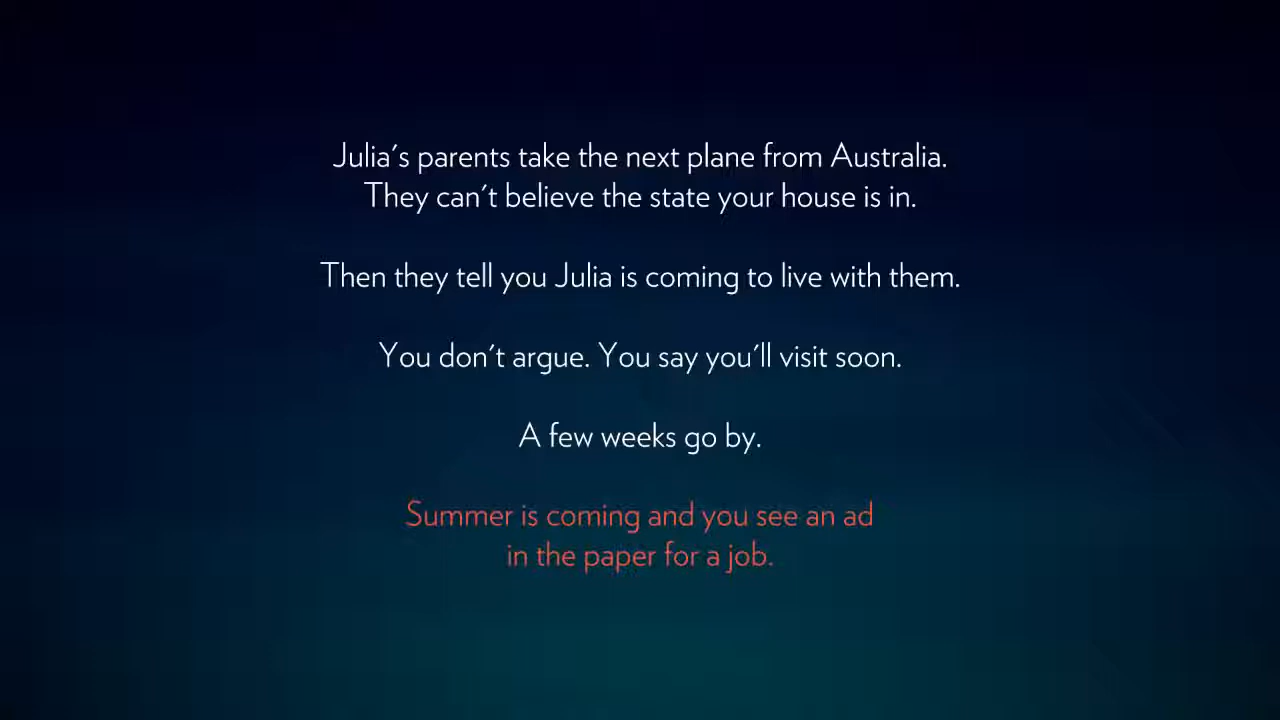 Julia's parents take the next plane from Australia.
They can't believe the state your house is in.
Then they tell you Julia is coming to live with them.
You don't argue. You say you'll visit soon.
A few weeks go by.
Summer is coming and you see an ad
in the paper for a job.